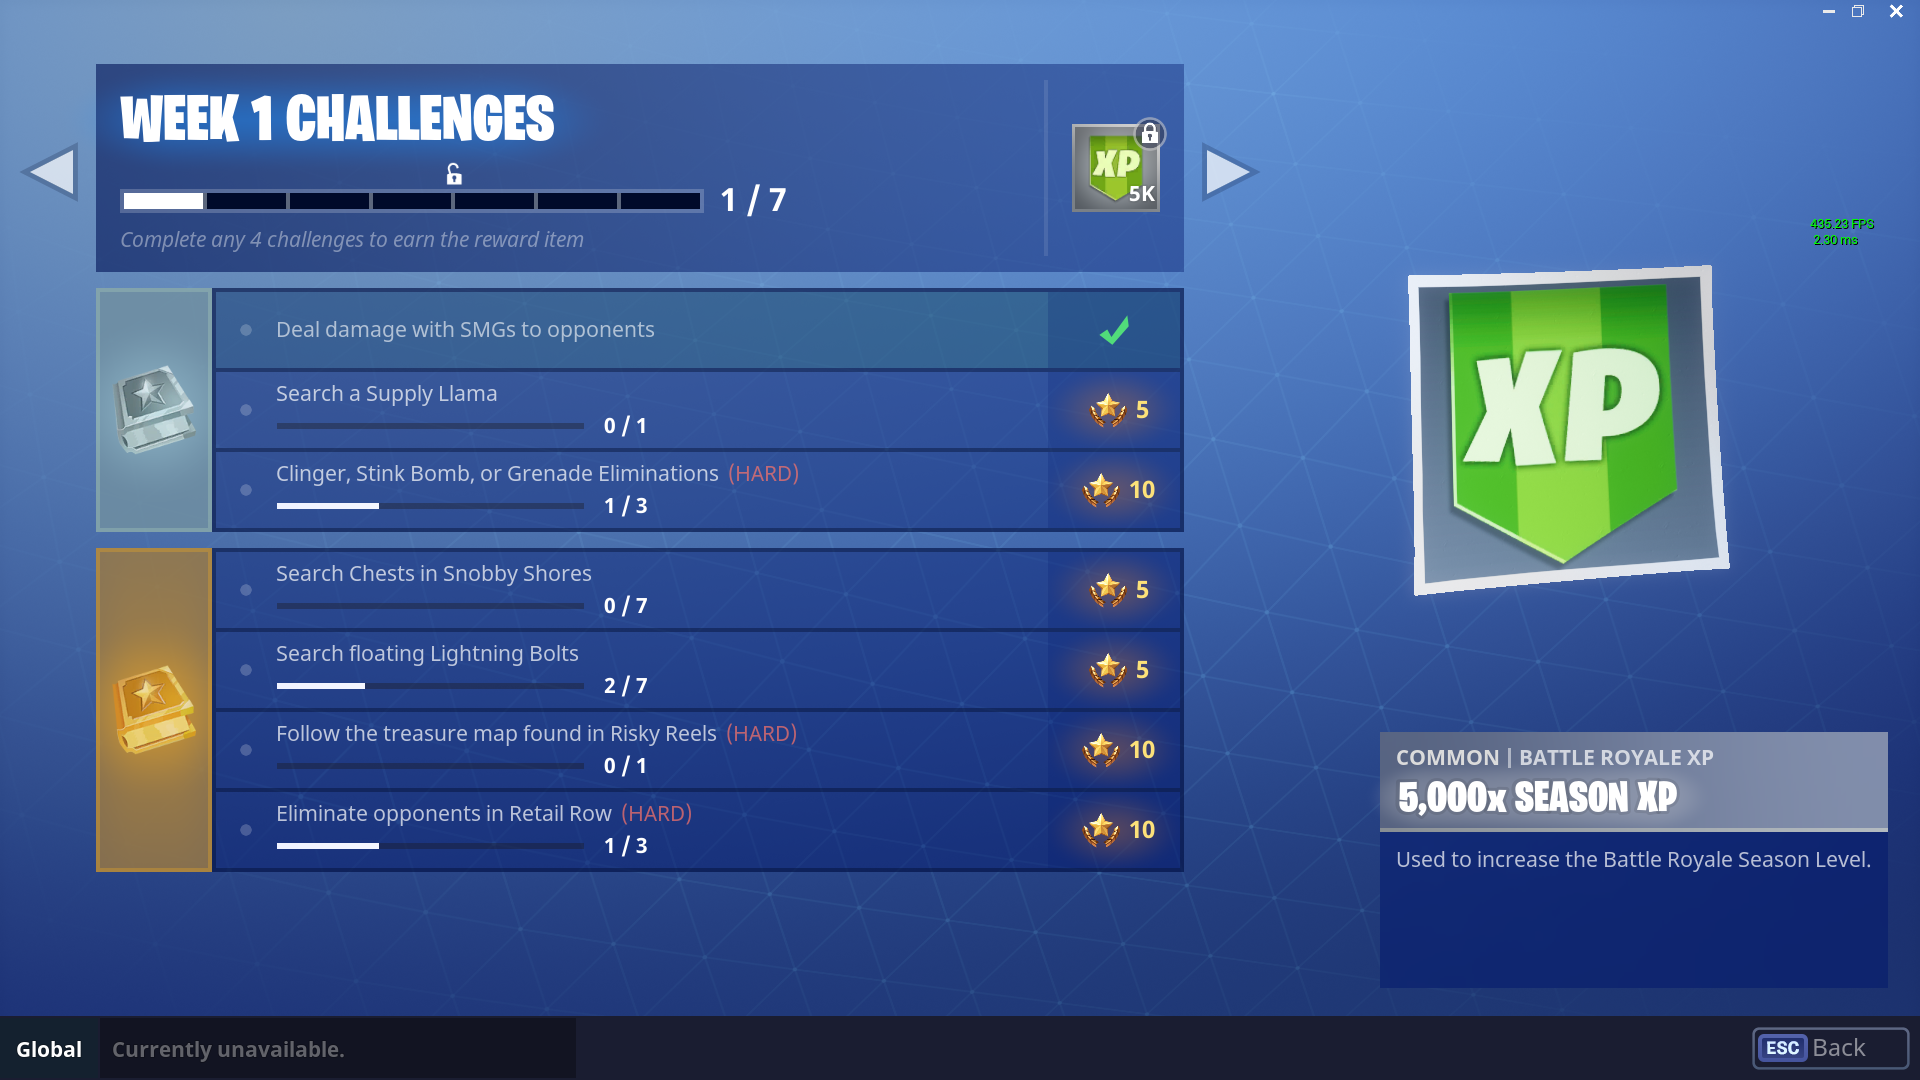 WEEK 1 CHALLENGES
1 / 7
Complete any 4 challenges to earn the reward item
XP
5K
435.23 FPS
2.30 ms
Deal damage with SMGs to opponents
Search a Supply Llama
0 / 1
5
Clinger, Stink Bomb, or Grenade Eliminations (HARD)
1 / 3
10
Search Chests in Snobby Shores
0 / 7
5
Search floating Lightning Bolts
2 / 7
5
Follow the treasure map found in Risky Reels (HARD)
0 / 1
10
Eliminate opponents in Retail Row (HARD)
1 / 3
10
XP
COMMON | BATTLE ROYALE XP
5,000x SEASON XP
Used to increase the Battle Royale Season Level.
Global
Currently unavailable.
ESC Back